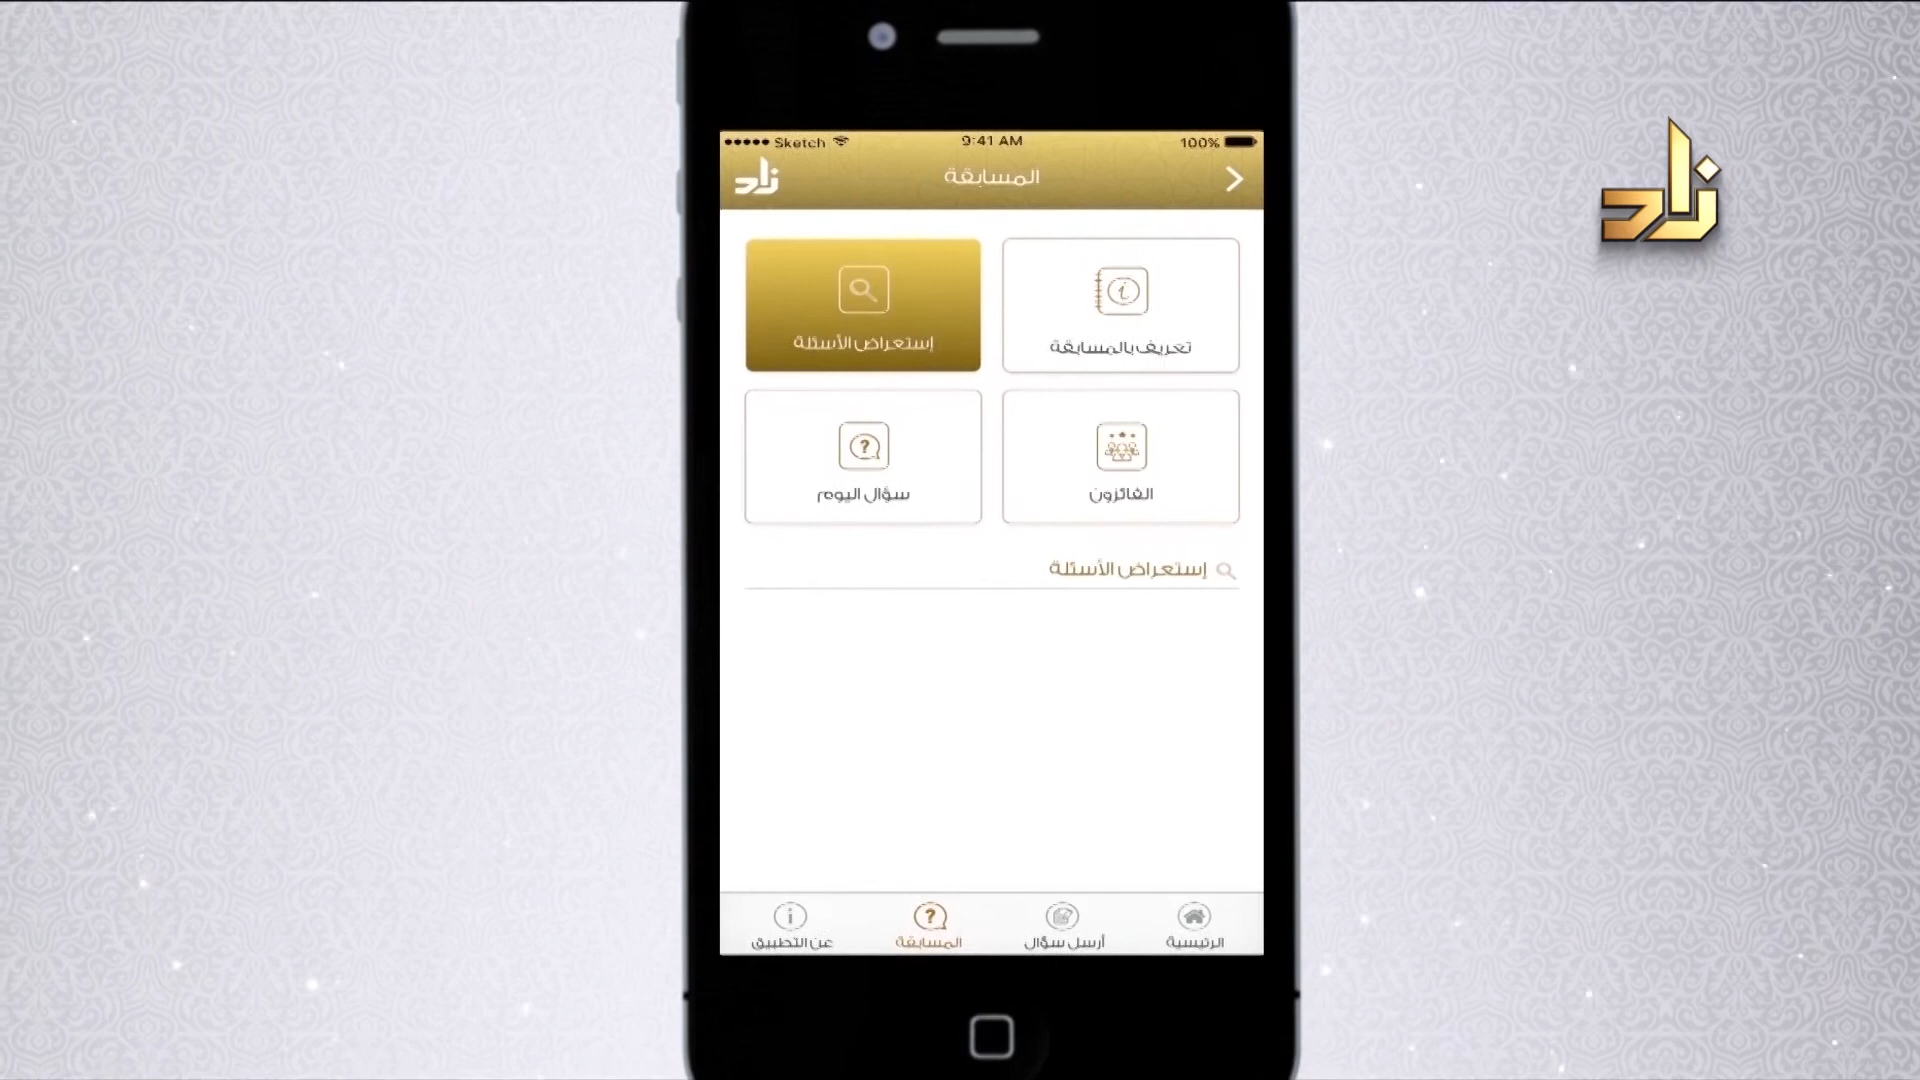 Sketch 9:41 AM 100%
زاد
المسابقة
زاد
تعريف بالمسابقة
إستعراض الأسئلة
الفائزون
سؤال اليوم
إستعراض الأسئلة
الرئيسية
أرسل سؤال
المسابقة
عن التطبيق